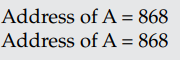 Address of A = 868
Address of A = 868